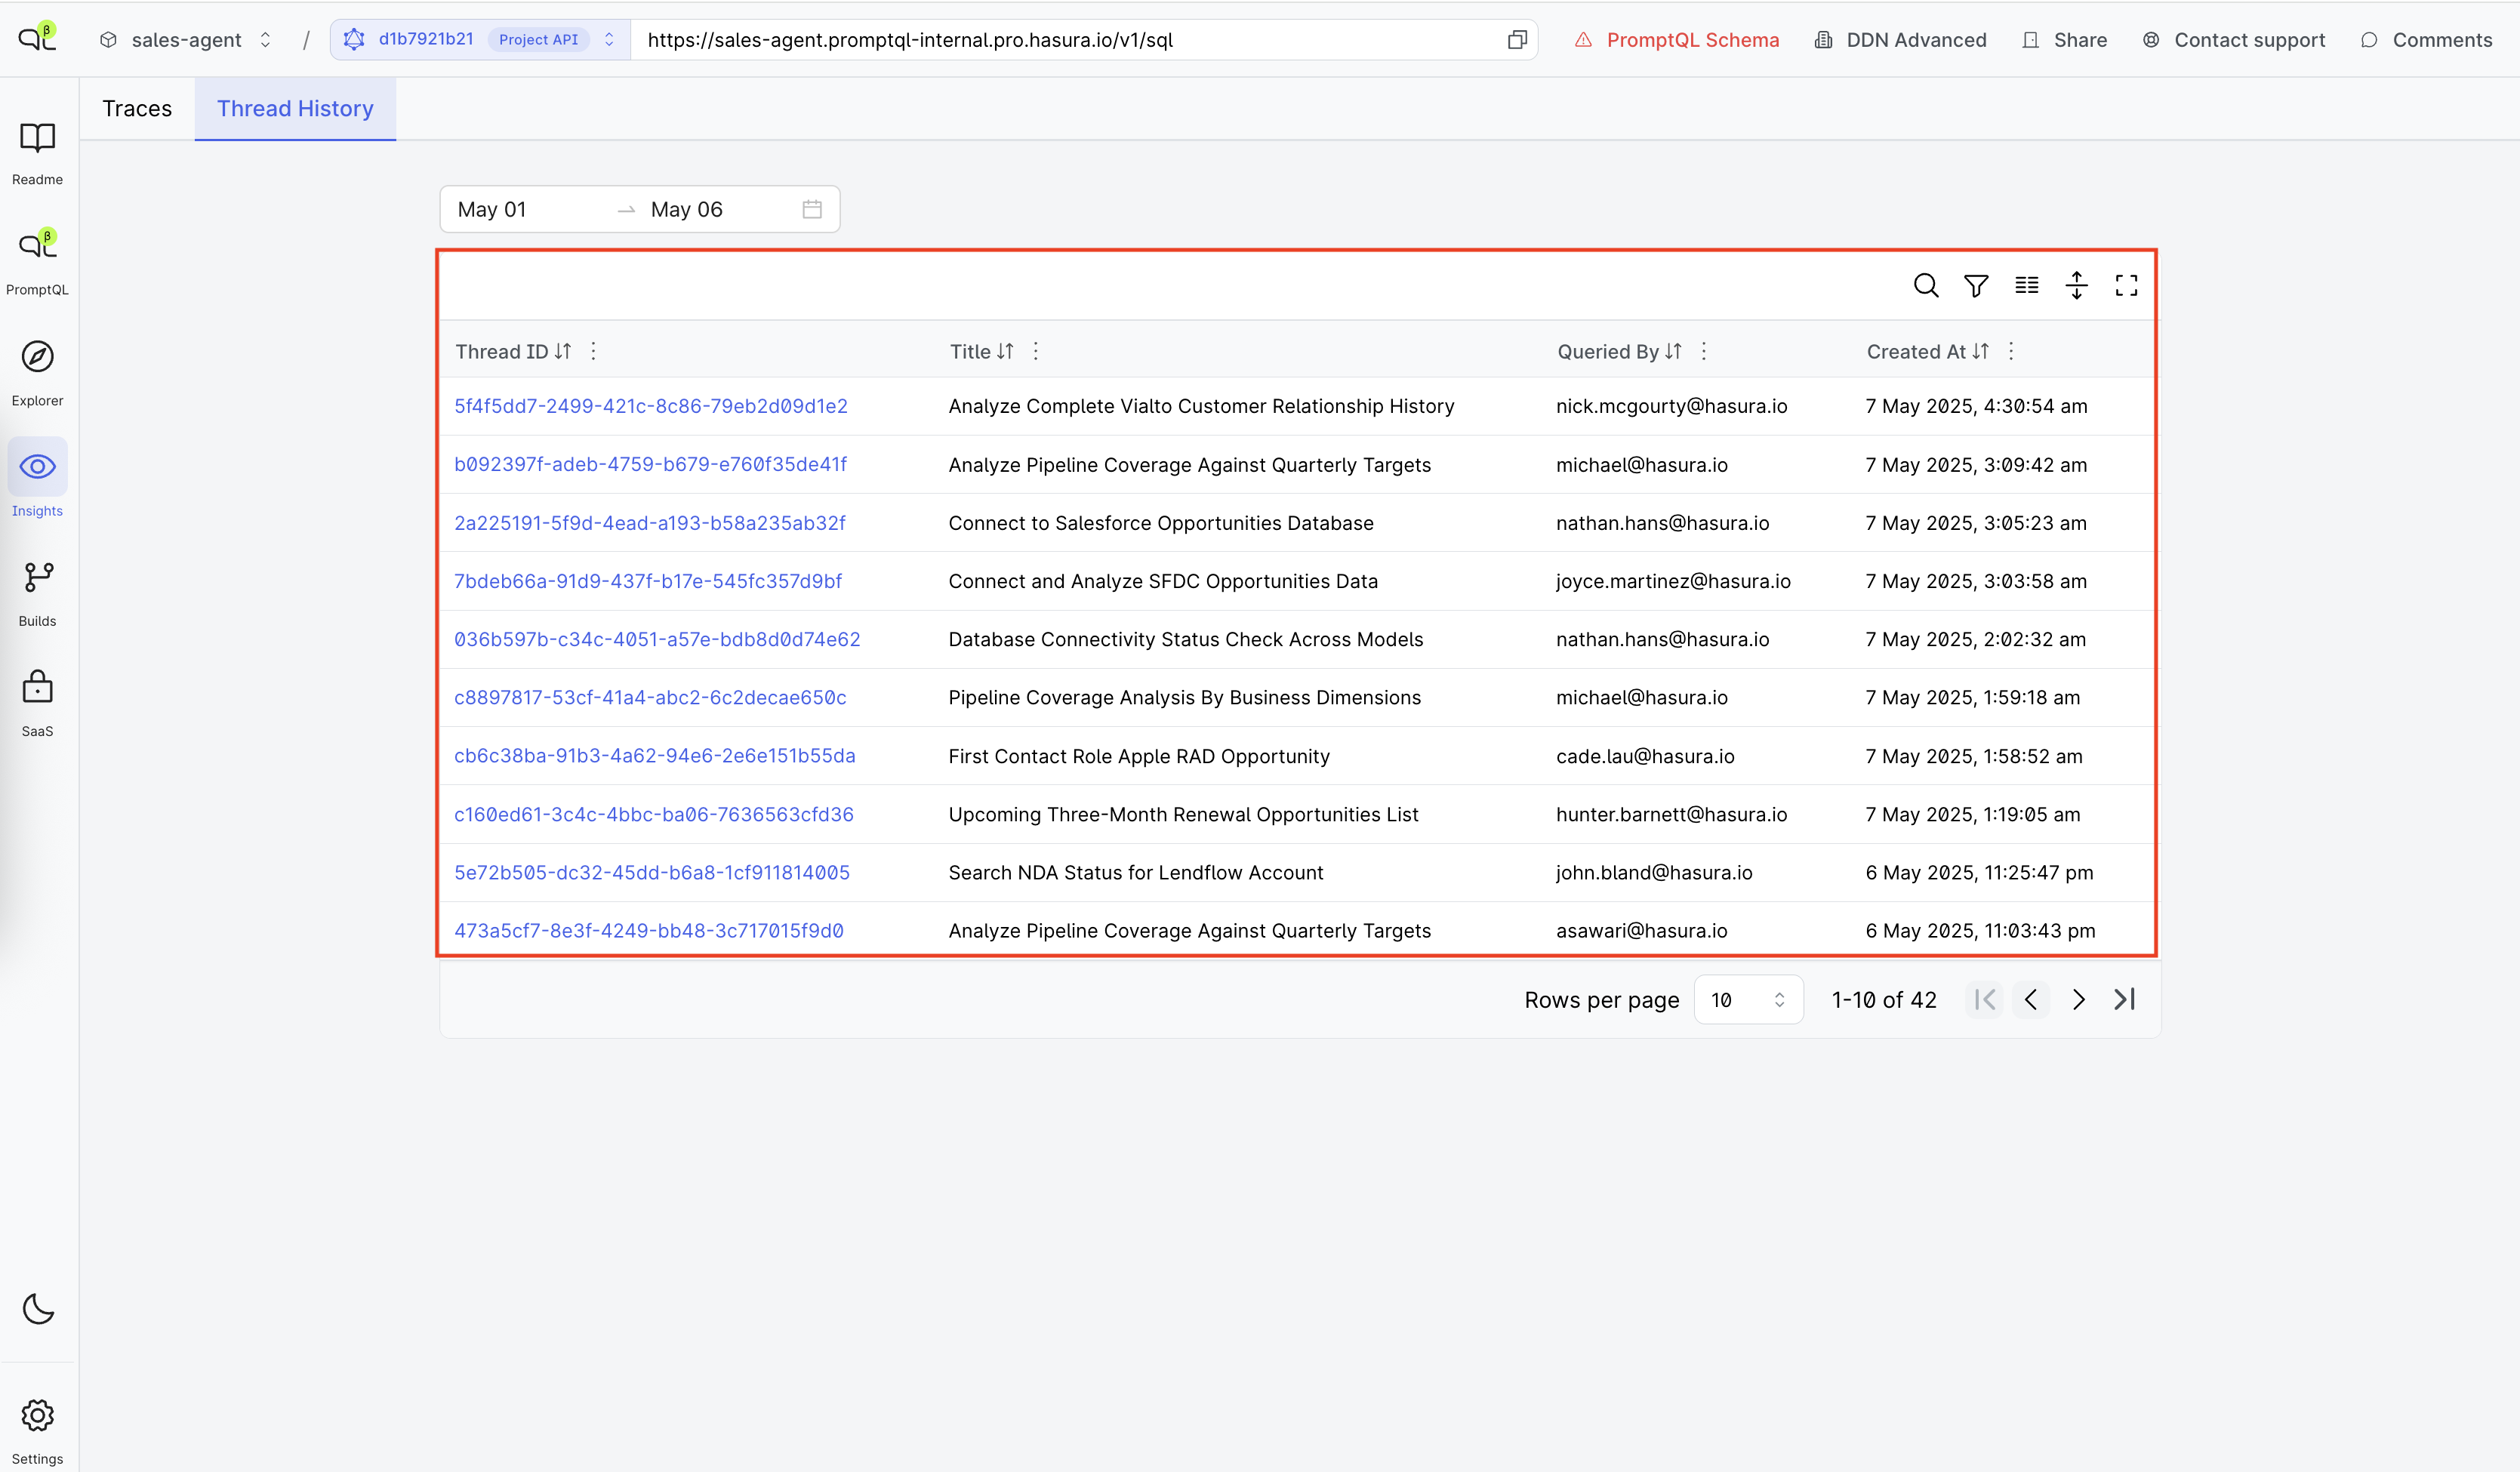 β
sales-agent / d1b7921b21 Project API https://sales-agent.promptql-internal.pro.hasura.io/v1/sql PromptQL Schema DDN Advanced Share Contact support Comments
Traces Thread History
Readme
β
PromptQL
Explorer
Insights
Builds
SaaS
Settings
May 01 → May 06
Thread ID Title Queried By Created At
5f4f5dd7-2499-421c-8c86-79eb2d09d1e2 Analyze Complete Vialto Customer Relationship History nick.mcgourty@hasura.io 7 May 2025, 4:30:54 am
b092397f-adeb-4759-b679-e760f35de41f Analyze Pipeline Coverage Against Quarterly Targets michael@hasura.io 7 May 2025, 3:09:42 am
2a225191-5f9d-4ead-a193-b58a235ab32f Connect to Salesforce Opportunities Database nathan.hans@hasura.io 7 May 2025, 3:05:23 am
7bdeb66a-91d9-437f-b17e-545fc357d9bf Connect and Analyze SFDC Opportunities Data joyce.martinez@hasura.io 7 May 2025, 3:03:58 am
036b597b-c34c-4051-a57e-bdb8d0d74e62 Database Connectivity Status Check Across Models nathan.hans@hasura.io 7 May 2025, 2:02:32 am
c8897817-53cf-41a4-abc2-6c2decae650c Pipeline Coverage Analysis By Business Dimensions michael@hasura.io 7 May 2025, 1:59:18 am
cb6c38ba-91b3-4a62-94e6-2e6e151b55da First Contact Role Apple RAD Opportunity cade.lau@hasura.io 7 May 2025, 1:58:52 am
c160ed61-3c4c-4bbc-ba06-7636563cfd36 Upcoming Three-Month Renewal Opportunities List hunter.barnett@hasura.io 7 May 2025, 1:19:05 am
5e72b505-dc32-45dd-b6a8-1cf911814005 Search NDA Status for Lendflow Account john.bland@hasura.io 6 May 2025, 11:25:47 pm
473a5cf7-8e3f-4249-bb48-3c717015f9d0 Analyze Pipeline Coverage Against Quarterly Targets asawari@hasura.io 6 May 2025, 11:03:43 pm
Rows per page 10 1-10 of 42